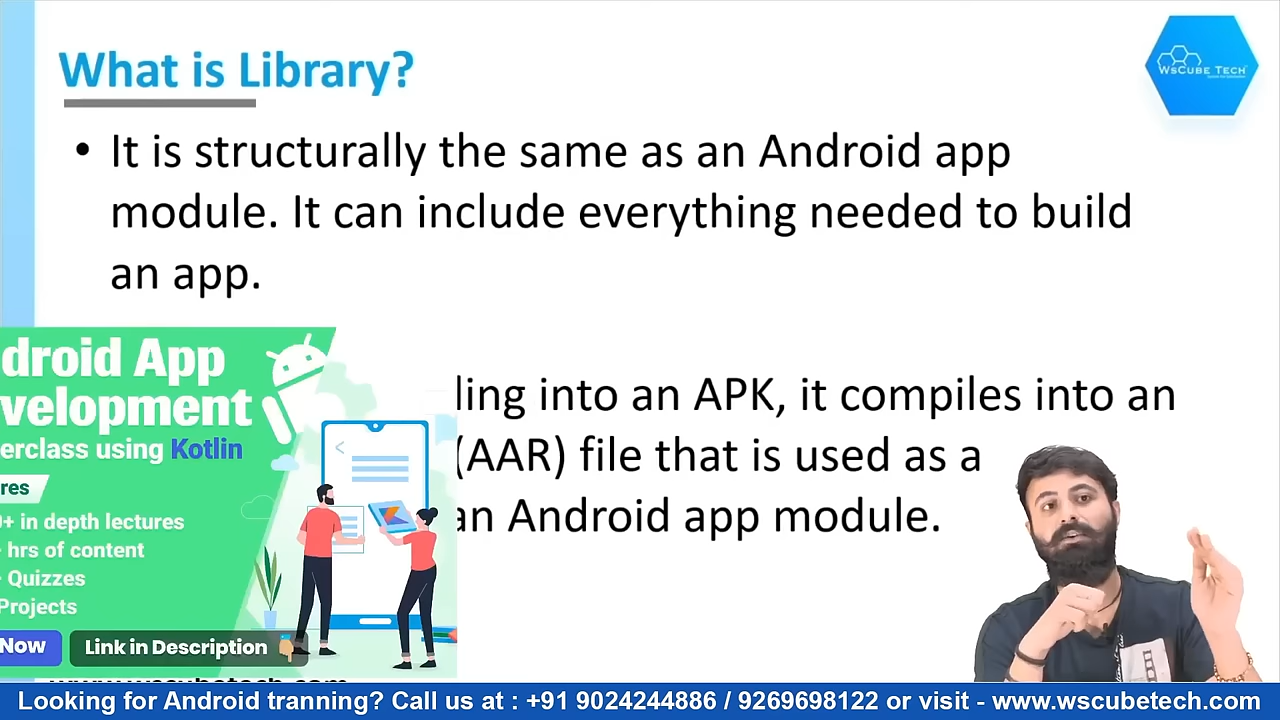 What is Library?
WsCube Tech
• It is structurally the same as an Android app
module. It can include everything needed to build
an app.
droid App
velopment
erclass using Kotlin
res
+ in depth lectures
hrs of content
Quizzes
Projects
Now
Link in Description
ling into an APK, it compiles into an
(AAR) file that is used as a
an Android app module.
www.wscubetech.com
Looking for Android tranning? Call us at : +91 9024244886 / 9269698122 or visit - www.wscubetech.com